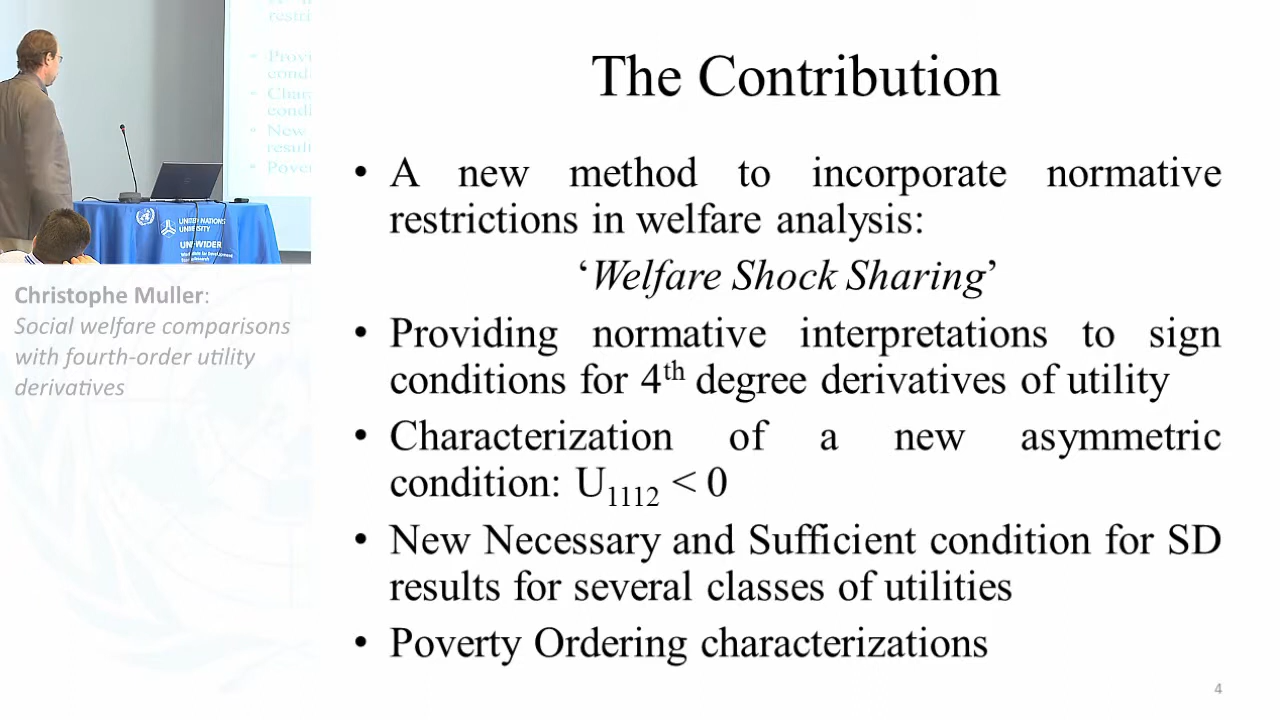 The Contribution
• A new method to incorporate normative
restrictions in welfare analysis:
‘Welfare Shock Sharing’
• Providing normative interpretations to sign
conditions for 4th degree derivatives of utility
• Characterization of a new asymmetric
condition: U1112 < 0
• New Necessary and Sufficient condition for SD
results for several classes of utilities
• Poverty Ordering characterizations
4
Christophe Muller:
Social welfare comparisons
with fourth-order utility
derivatives
UNITED NATIONS
UNIVERSITY